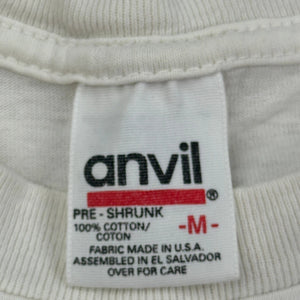 anvil
®
PRE - SHRUNK
100% COTTON/
COTON
-M-
FABRIC MADE IN U.S.A.
ASSEMBLED IN EL SALVADOR
OVER FOR CARE